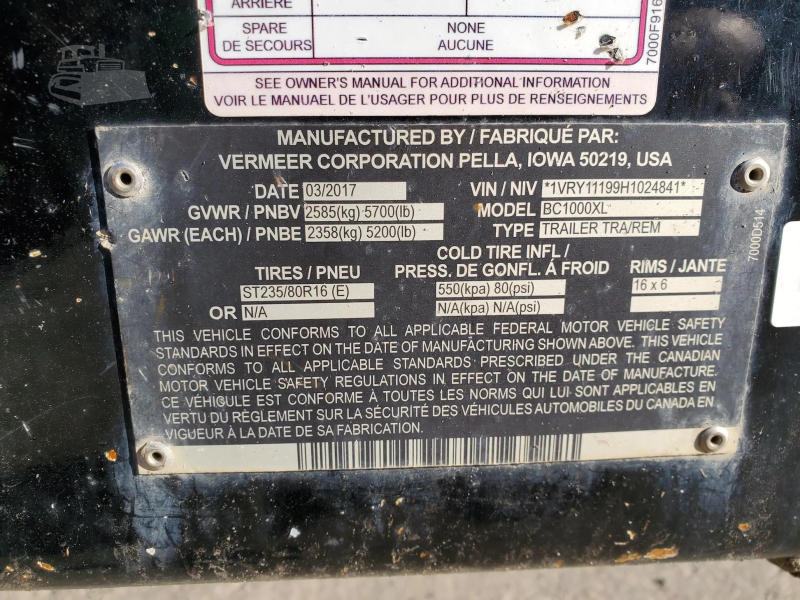 ARRIÈRE
SPARE NONE
DE SECOURS AUCUNE
7000F916
SEE OWNER'S MANUAL FOR ADDITIONAL INFORMATION
VOIR LE MANUAEL DE L'USAGER POUR PLUS DE RENSEIGNEMENTS
MANUFACTURED BY / FABRIQUÉ PAR:
VERMEER CORPORATION PELLA, IOWA 50219, USA
DATE 03/2017 VIN / NIV *1VRY11199H1024841*
GVWR / PNBV 2585(kg) 5700(lb) MODEL BC1000XL
GAWR (EACH) / PNBE 2358(kg) 5200(lb) TYPE TRAILER TRA/REM
7000D514
COLD TIRE INFL /
TIRES / PNEU PRESS. DE GONFL. À FROID RIMS / JANTE
ST235/80R16 (E) 550(kpa) 80(psi) 16 x 6
OR N/A N/A(kpa) N/A(psi)
THIS VEHICLE CONFORMS TO ALL APPLICABLE FEDERAL MOTOR VEHICLE SAFETY
STANDARDS IN EFFECT ON THE DATE OF MANUFACTURING SHOWN ABOVE. THIS VEHICLE
CONFORMS TO ALL APPLICABLE STANDARDS PRESCRIBED UNDER THE CANADIAN
MOTOR VEHICLE SAFETY REGULATIONS IN EFFECT ON THE DATE OF MANUFACTURE.
CE VÉHICULE EST CONFORME À TOUTES LES NORMS QUI LUI SONT APPLICABLES EN
VERTU DU RÈGLEMENT SUR LA SÉCURITÉ DES VÉHICULES AUTOMOBILES DU CANADA EN
VIGUEUR À LA DATE DE SA FABRICATION.